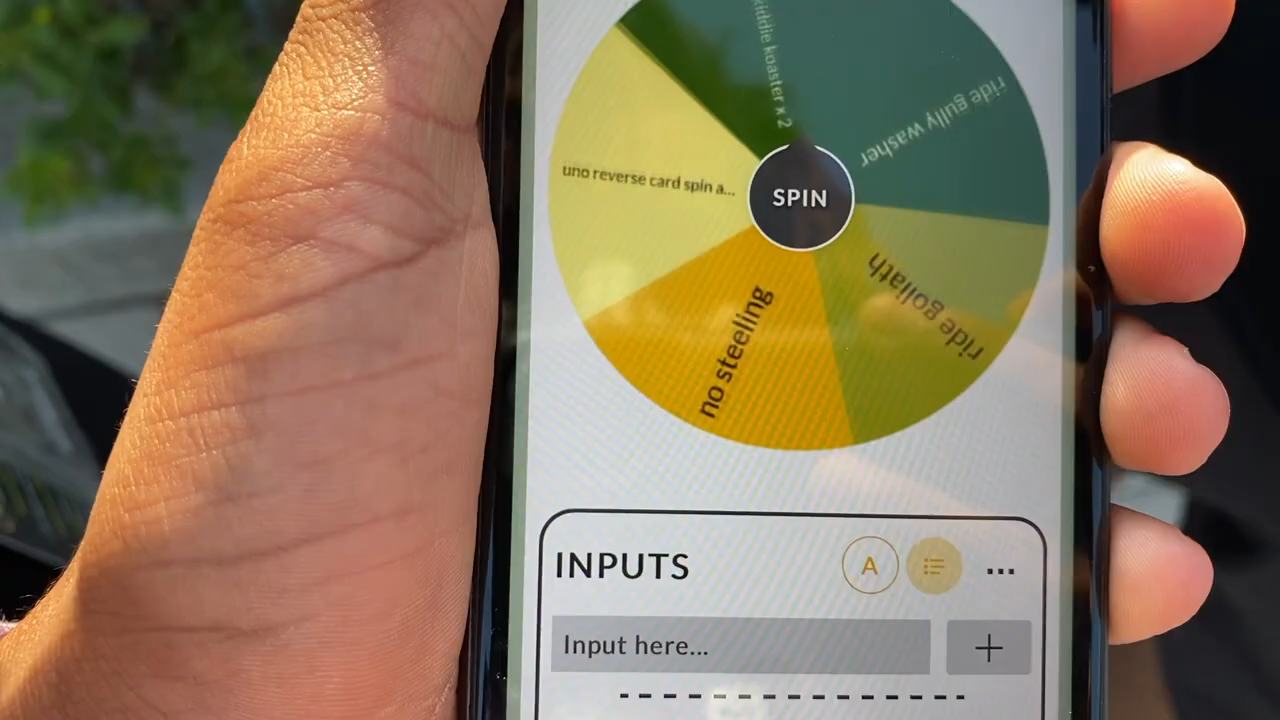 kiddie koaster x 2
ride gully washer
uno reverse card spin a...
SPIN
ride goliath
no steeling
INPUTS
A
...
Input here...
+